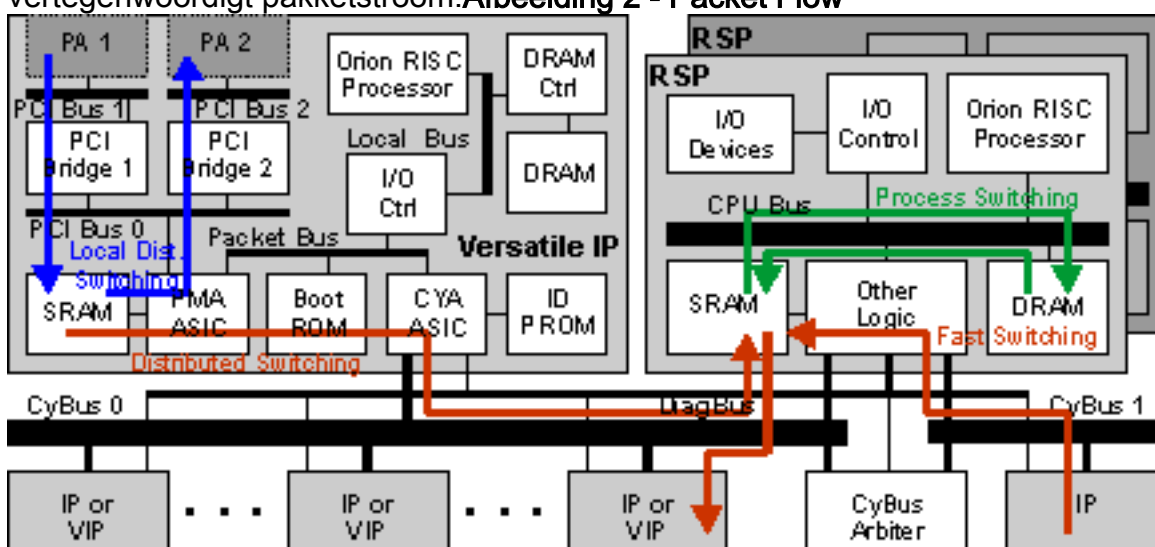 vertegenwoordigt pakketstroom.Afbeelding 2 - Packet Flow
PA 1
PA 2
PCI Bus 1
PCI Bus 2
PCI
Bridge 1
PCI
Bridge 2
PCI Bus 0
Local Dist.
Switching
Orion RISC
Processor
DRAM
Ctrl
Local Bus
I/O
Ctrl
DRAM
Packet Bus
Versatile IP
SRAM
PMA
ASIC
Boot
ROM
CYA
ASIC
ID
PROM
Distributed Switching
RSP
RSP
I/O
Devices
I/O
Control
Orion RISC
Processor
CPU Bus
Process Switching
SRAM
Other
Logic
DRAM
Fast Switching
CyBus 0
DiagBus
CyBus 1
IP or
VIP
. . .
IP or
VIP
. . .
IP or
VIP
CyBus
Arbiter
IP